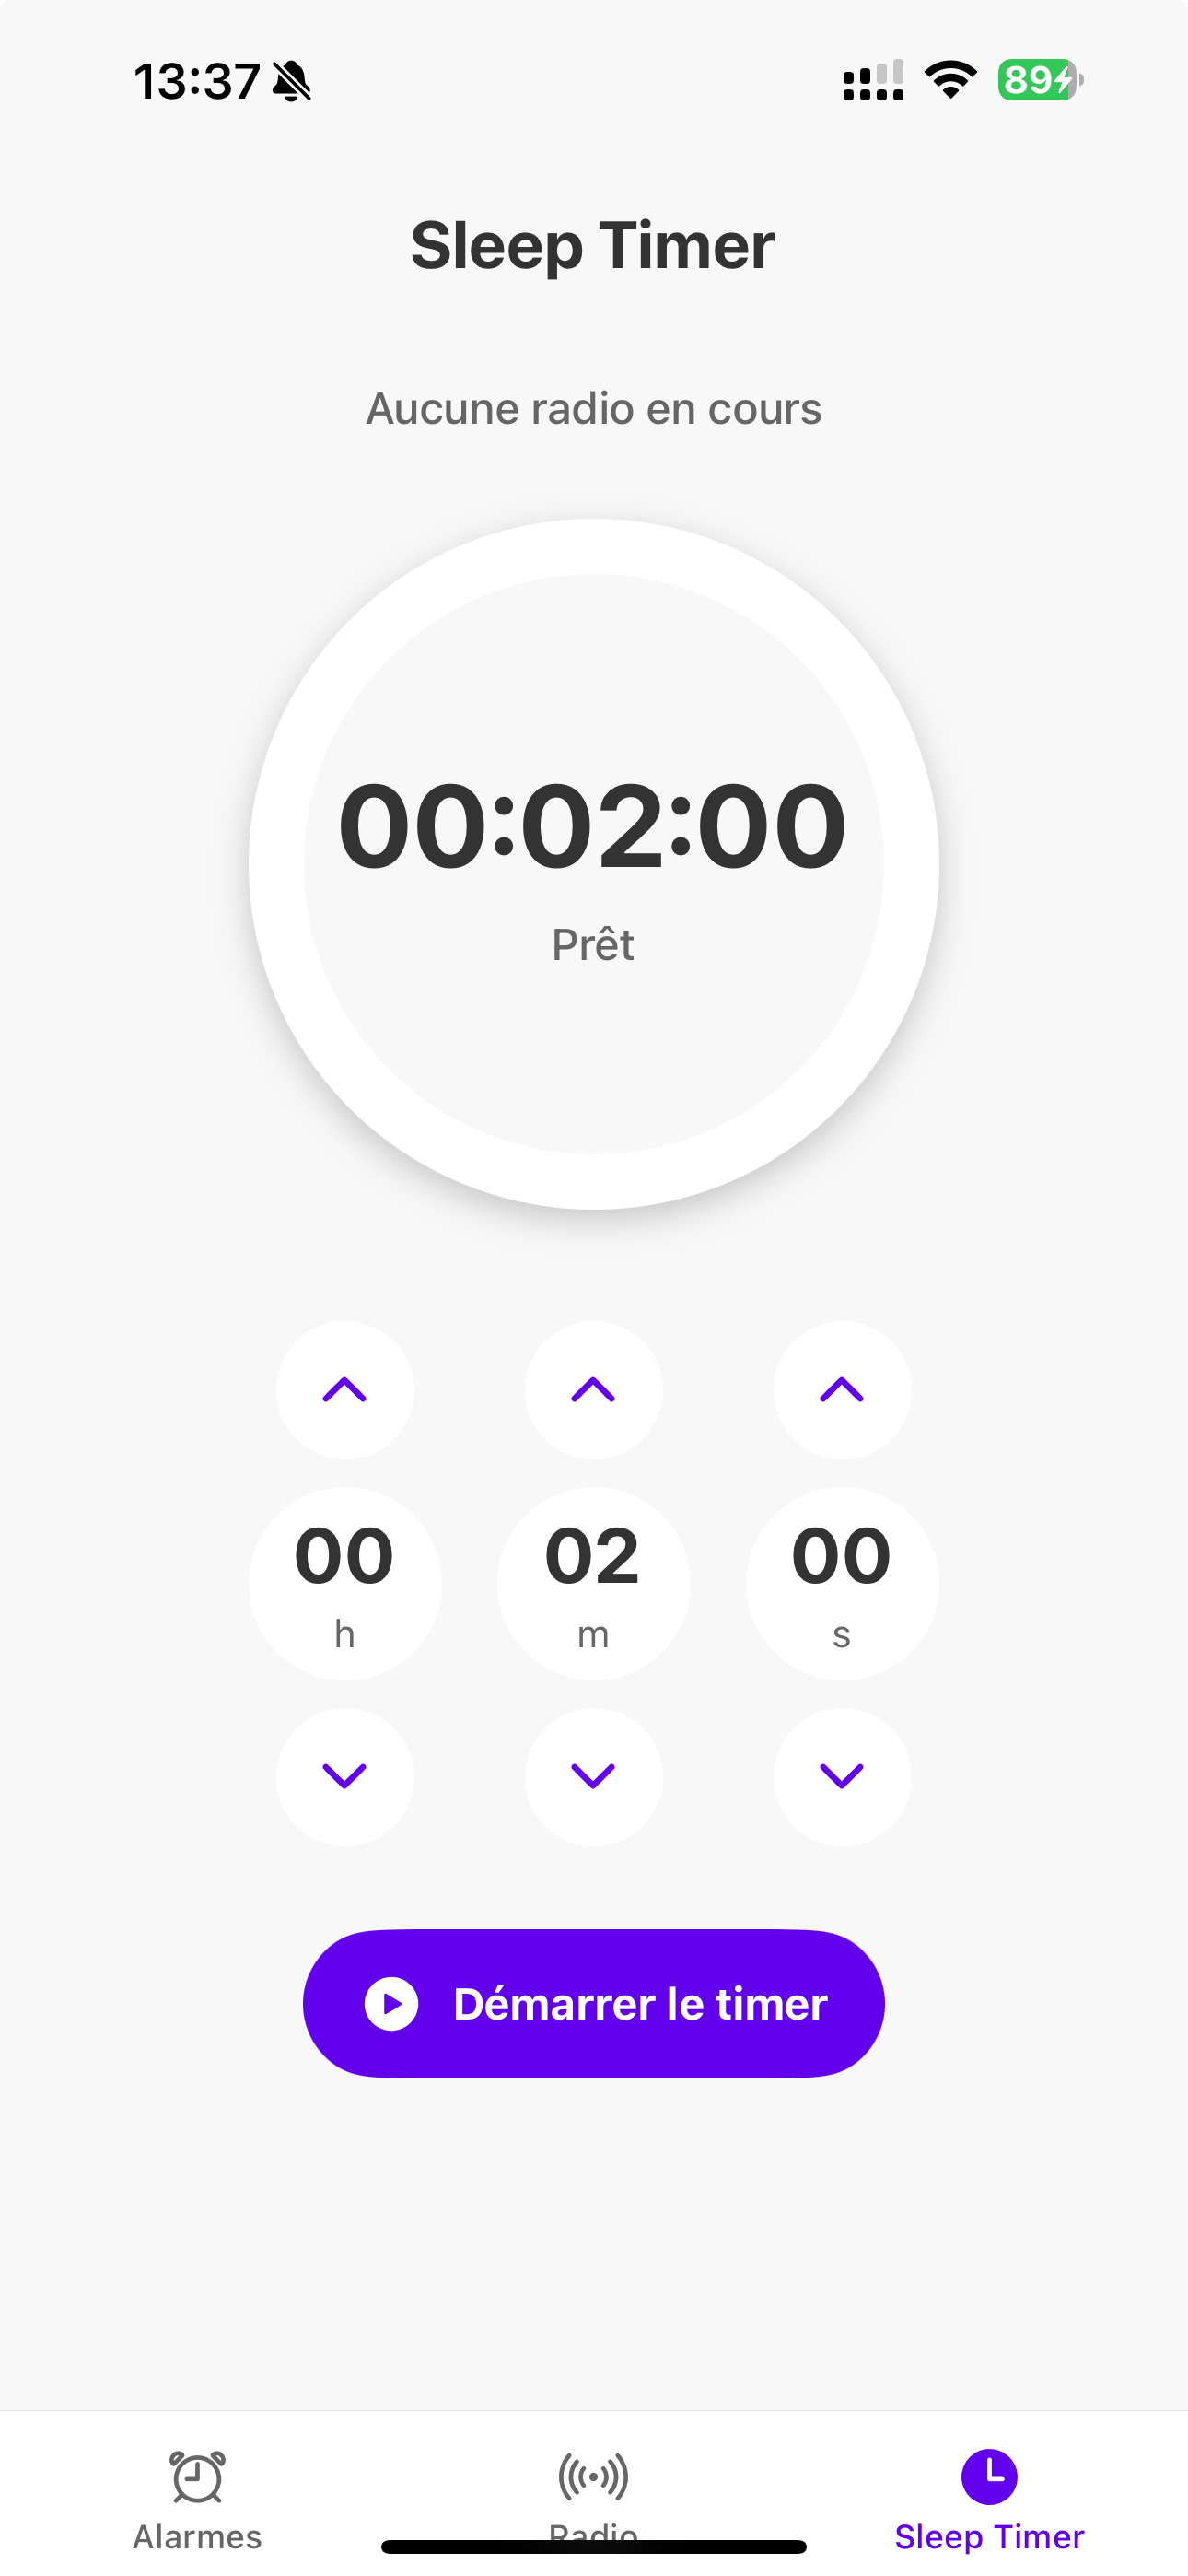 13:37
89
Sleep Timer
Aucune radio en cours
00:02:00
Prêt
00 02 00
h m s
Démarrer le timer
Alarmes Radio Sleep Timer